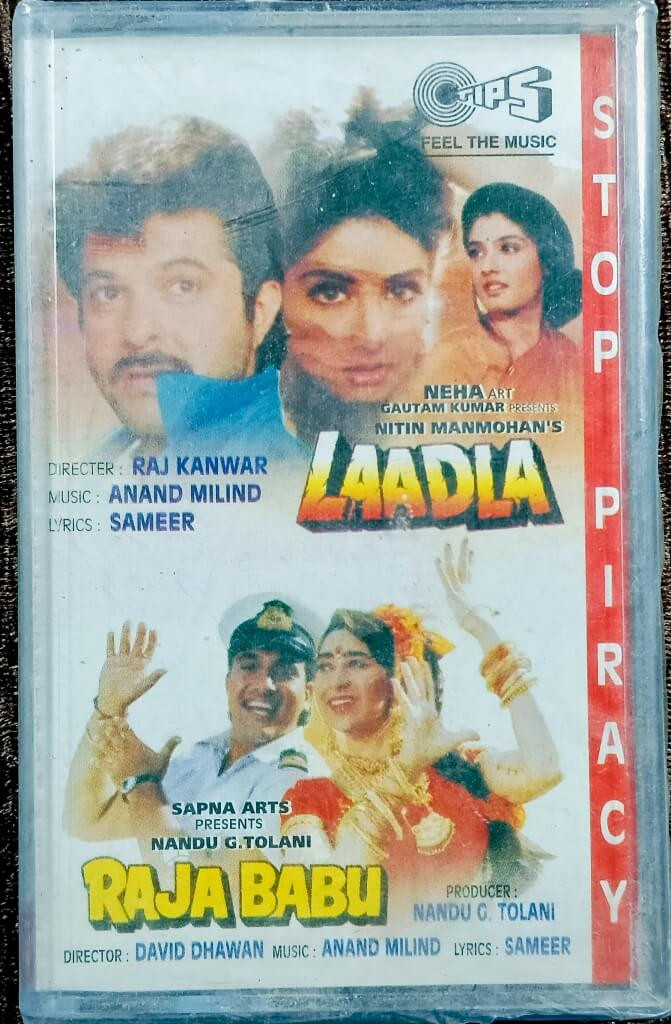 TIPS
FEEL THE MUSIC
STOP PIRACY
NEHA ART
GAUTAM KUMAR PRESENTS
NITIN MANMOHAN'S
LAADLA
DIRECTER : RAJ KANWAR
MUSIC : ANAND MILIND
LYRICS : SAMEER
SAPNA ARTS
PRESENTS
NANDU G.TOLANI
RAJA BABU
PRODUCER :
NANDU G. TOLANI
DIRECTOR : DAVID DHAWAN MUSIC : ANAND MILIND LYRICS : SAMEER